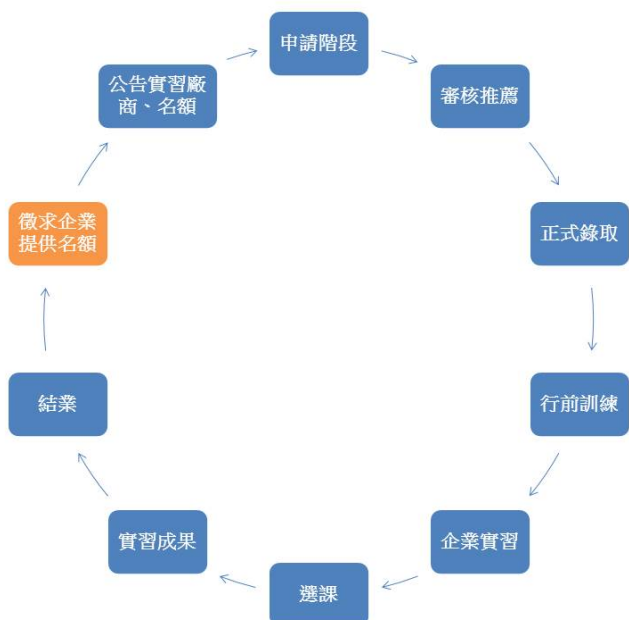 申請階段
審核推薦
正式錄取
行前訓練
企業實習
選課
實習成果
結業
徵求企業
提供名額
公告實習廠
商、名額